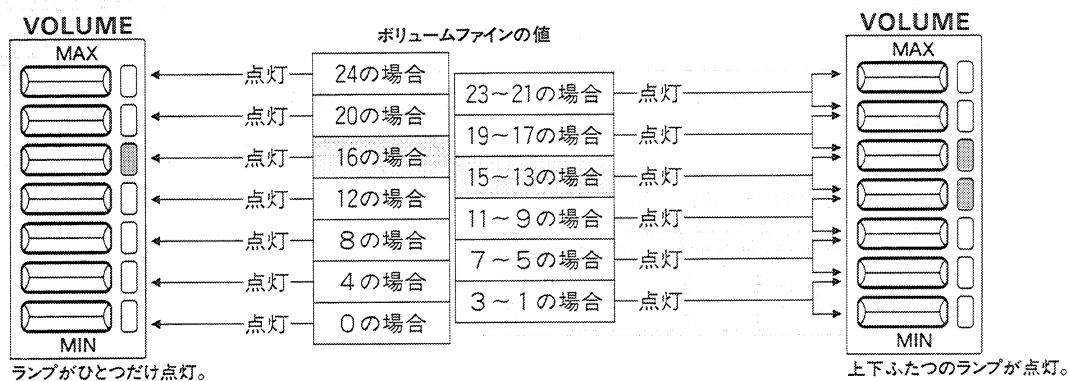 VOLUME
MAX
MIN
ランプがひとつだけ点灯。
ボリュームファインの値
点灯 24の場合
点灯 20の場合
点灯 16の場合
点灯 12の場合
点灯 8の場合
点灯 4の場合
点灯 0の場合
23～21の場合 点灯
19～17の場合 点灯
15～13の場合 点灯
11～9の場合 点灯
7～5の場合 点灯
3～1の場合 点灯
VOLUME
MAX
MIN
上下ふたつのランプが点灯。